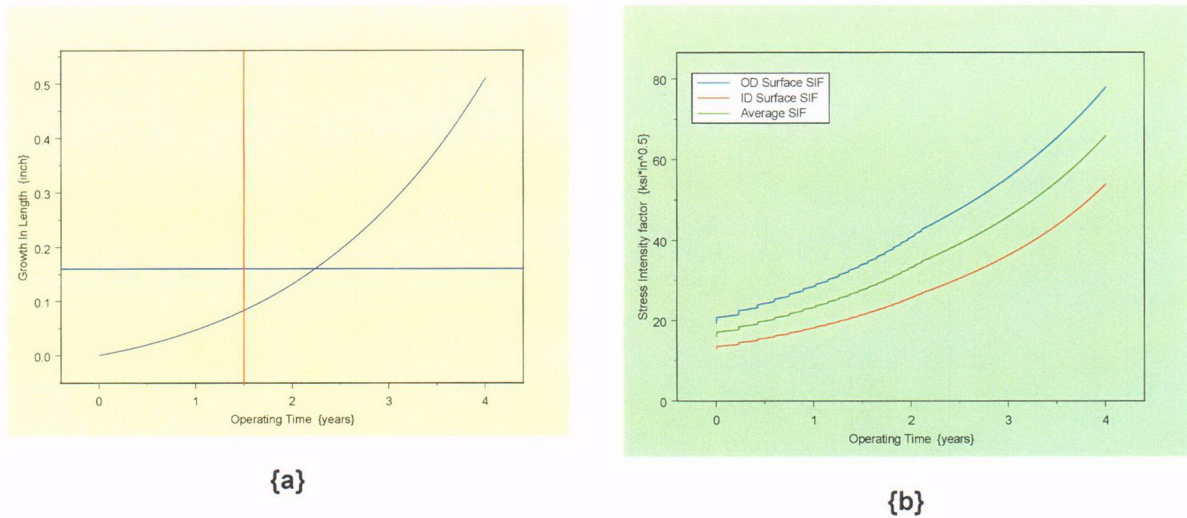 0.5
0.4
0.3
0.2
0.1
0.0
Growth In Length {inch}
0 1 2 3 4
Operating Time {years}
{a}
OD Surface SIF
ID Surface SIF
Average SIF
80
60
40
20
0
Stress Intensity factor {ksi*in^0.5}
0 1 2 3 4
Operating Time {years}
{b}